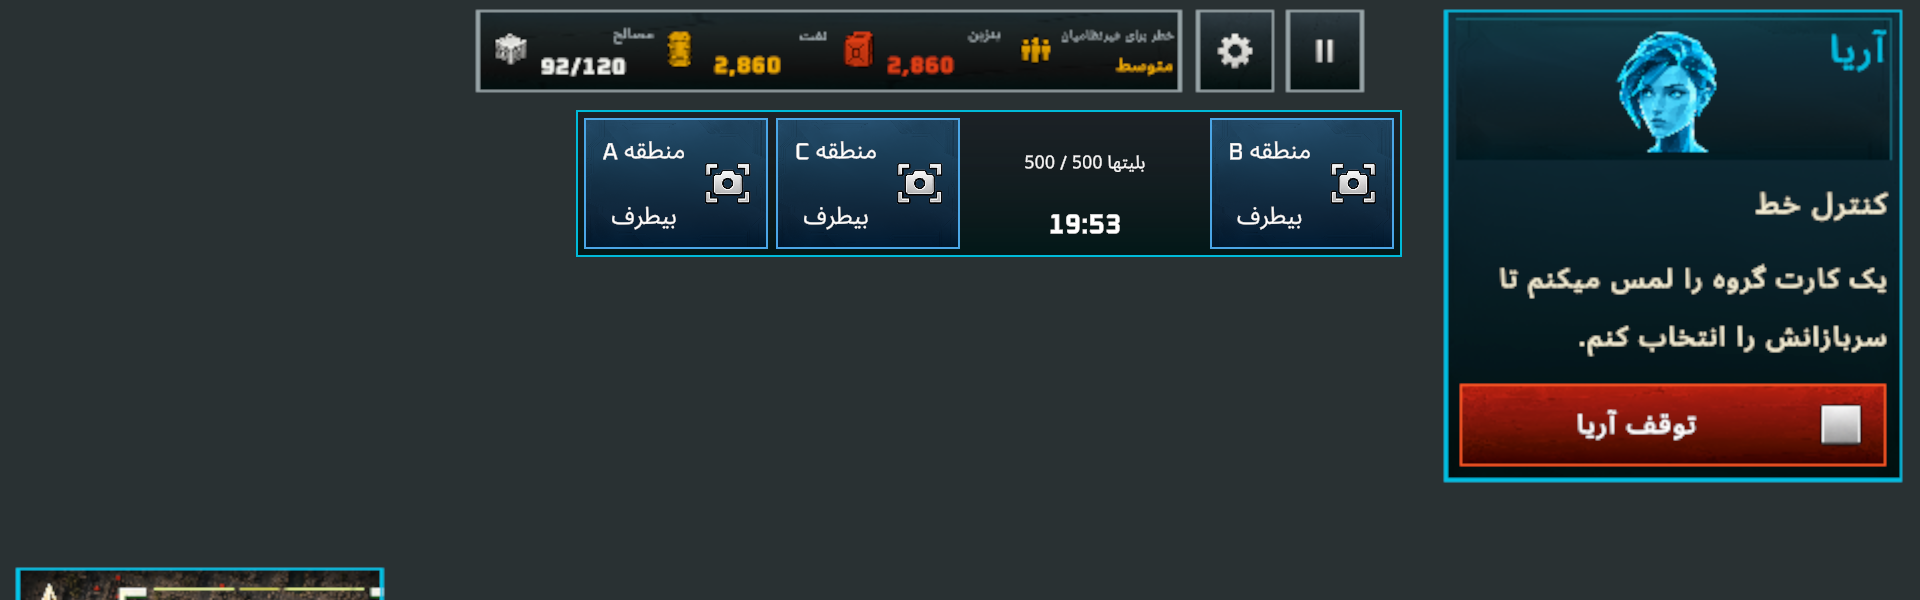 مصالح
92/120
نفت
2,860
بنزین
2,860
خطر برای غیرنظامیان
متوسط
منطقه A
بیطرف
منطقه C
بیطرف
بلیتها 500 / 500
19:53
منطقه B
بیطرف
آریا
کنترل خط
یک کارت گروه را لمس میکنم تا
سربازانش را انتخاب کنم.
توقف آریا